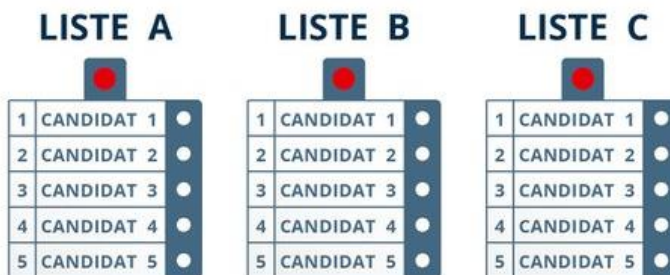 LISTE A LISTE B LISTE C
1 CANDIDAT 1 1 CANDIDAT 1 1 CANDIDAT 1
2 CANDIDAT 2 2 CANDIDAT 2 2 CANDIDAT 2
3 CANDIDAT 3 3 CANDIDAT 3 3 CANDIDAT 3
4 CANDIDAT 4 4 CANDIDAT 4 4 CANDIDAT 4
5 CANDIDAT 5 5 CANDIDAT 5 5 CANDIDAT 5